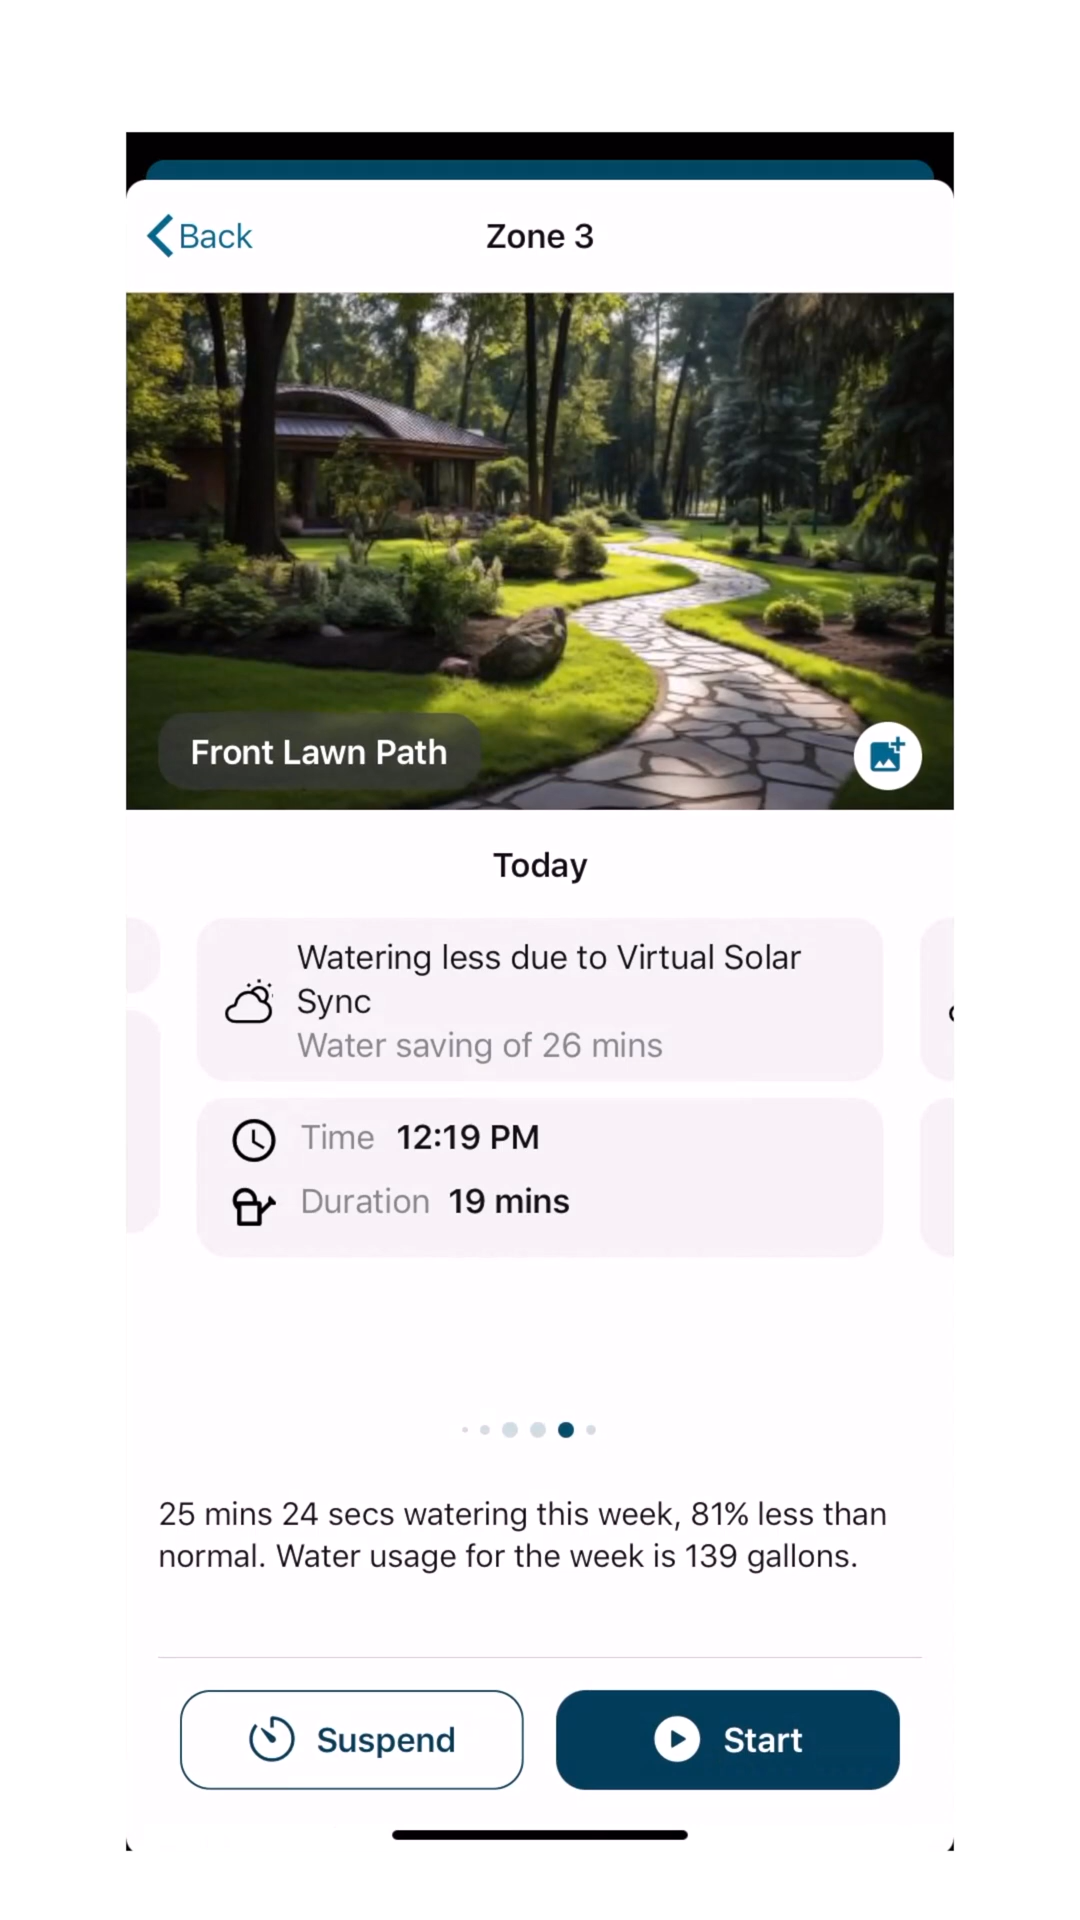 Back
Zone 3
Front Lawn Path
Today
Watering less due to Virtual Solar
Sync
Water saving of 26 mins
Time 12:19 PM
Duration 19 mins
25 mins 24 secs watering this week, 81% less than
normal. Water usage for the week is 139 gallons.
Suspend
Start